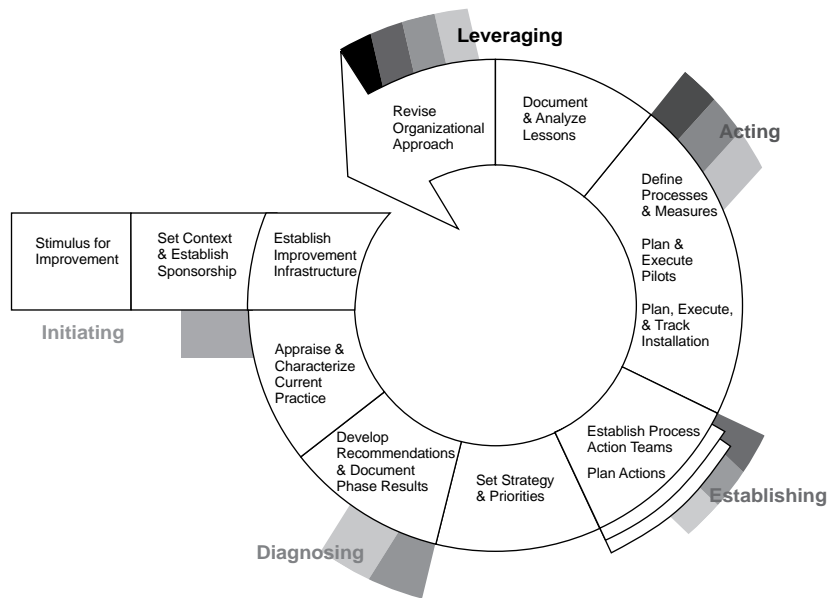 Leveraging
Revise
Organizational
Approach
Document
& Analyze
Lessons
Acting
Define
Processes
& Measures
Plan &
Execute
Pilots
Plan, Execute,
& Track
Installation
Stimulus for
Improvement
Set Context
& Establish
Sponsorship
Establish
Improvement
Infrastructure
Initiating
Appraise &
Characterize
Current
Practice
Develop
Recommendations
& Document
Phase Results
Set Strategy
& Priorities
Establish Process
Action Teams
Plan Actions
Establishing
Diagnosing